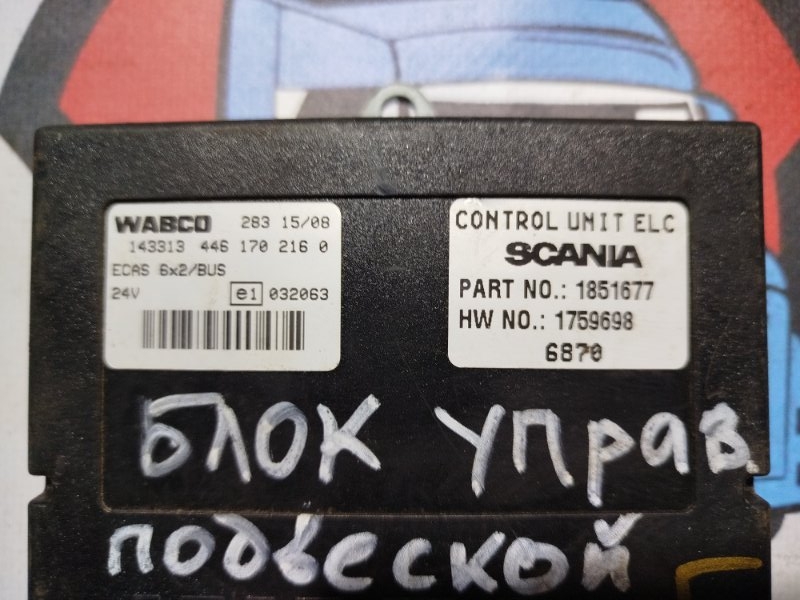 WABCO 283 15/08
143313 446 170 216 0
ECAS 6x2/BUS
24V e1 032063
CONTROL UNIT ELC
SCANIA
PART NO.: 1851677
HW NO.: 1759698
6870
БЛОК УПРАВ.
ПОДВЕСКОЙ